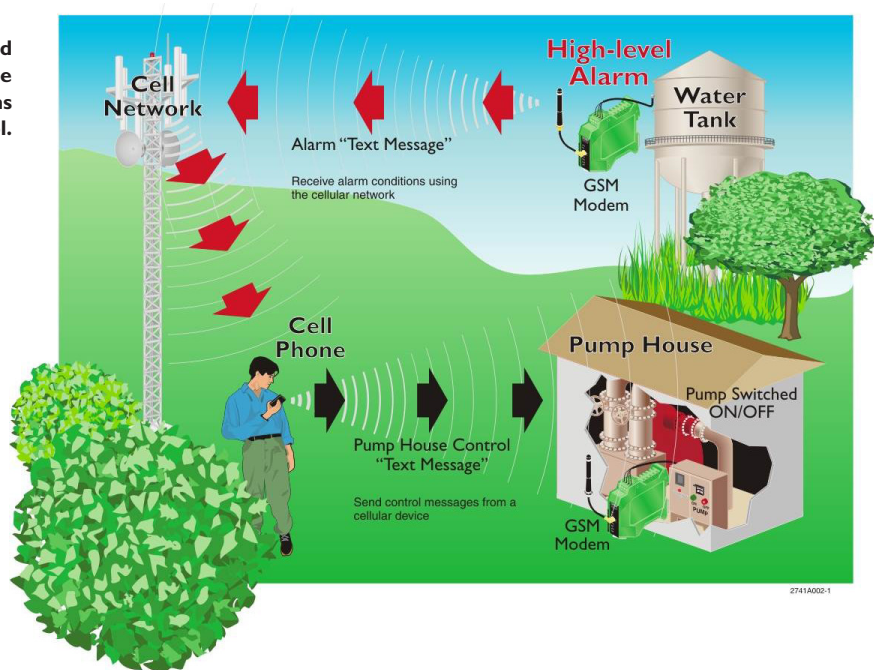 d
e
ns
l.
High-level
Alarm
Cell
Network
Water
Tank
Alarm “Text Message”
Receive alarm conditions using
the cellular network
GSM
Modem
Cell
Phone
Pump House
Pump Switched
ON/OFF
Pump House Control
“Text Message”
Send control messages from a
cellular device
GSM
Modem
PUMP
2741A002-1